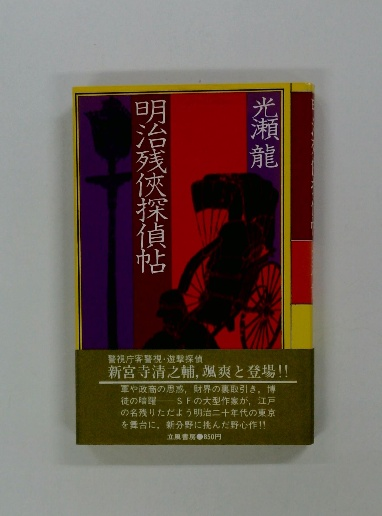 光瀬龍
明治残侠探偵帖
警視庁客警視・遊撃探偵
新宮寺清之輔,颯爽と登場!!
軍や政商の思惑，財界の裏取引き，博
徒の暗躍――ＳＦの大型作家が，江戸
の名残りただよう明治二十年代の東京
を舞台に，新分野に挑んだ野心作!!
立風書房●850円